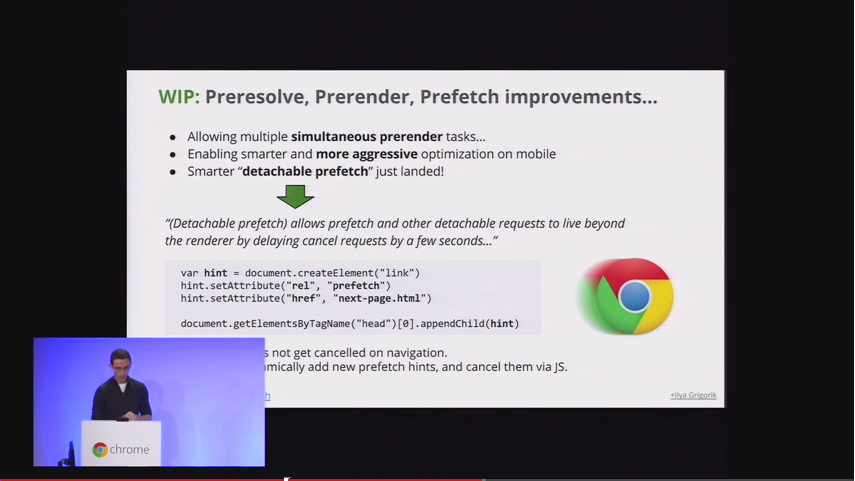 WIP: Preresolve, Prerender, Prefetch improvements...
● Allowing multiple simultaneous prerender tasks...
● Enabling smarter and more aggressive optimization on mobile
● Smarter “detachable prefetch” just landed!
“(Detachable prefetch) allows prefetch and other detachable requests to live beyond
the renderer by delaying cancel requests by a few seconds...”
var hint = document.createElement("link")
hint.setAttribute("rel", "prefetch")
hint.setAttribute("href", "next-page.html")
document.getElementsByTagName("head")[0].appendChild(hint)
not get cancelled on navigation.
add new prefetch hints, and cancel them via JS.
+Ilya Grigorik
chrome